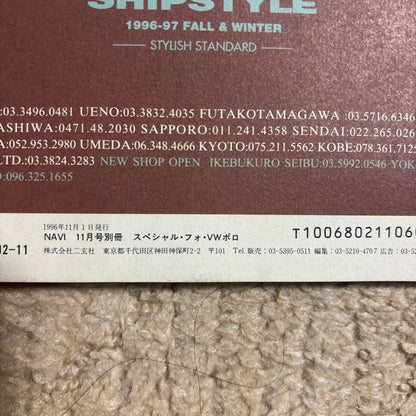 SHIPSTYLE
1996-97 FALL & WINTER
STYLISH STANDARD
:03.3496.0481 UENO:03.3832.4035 FUTAKOTAMAGAWA :03.5716.6346
ASHIWA:0471.48.2030 SAPPORO:011.241.4358 SENDAI:022.265.026
A:052.953.2980 UMEDA:06.348.4666 KYOTO:075.211.5562 KOBE:078.361.7125
LTD.:03.3824.3283 NEW SHOP OPEN IKEBUKURO SEIBU:03.5992.0546 YOK
O:096.325.1655
1996年11月1日発行
NAVI 11月号別冊 スペシャル・フォ・VWポロ
02-11 株式会社二玄社 東京都千代田区神田神保町2-2 〒101 Tel.販売:03-5395-0511 編集:03-5210-4707 広告:03-52
T100680211060